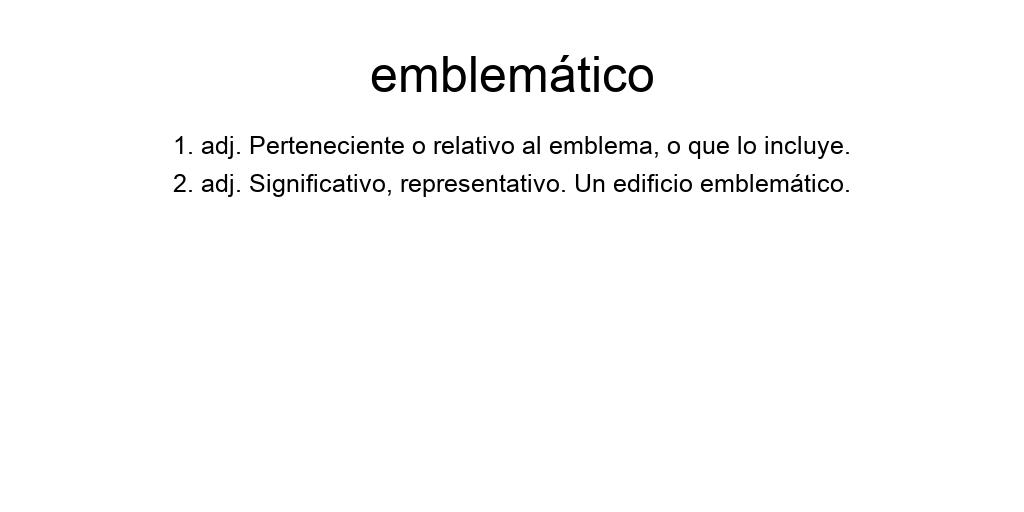 emblemático
1. adj. Perteneciente o relativo al emblema, o que lo incluye.
2. adj. Significativo, representativo. Un edificio emblemático.